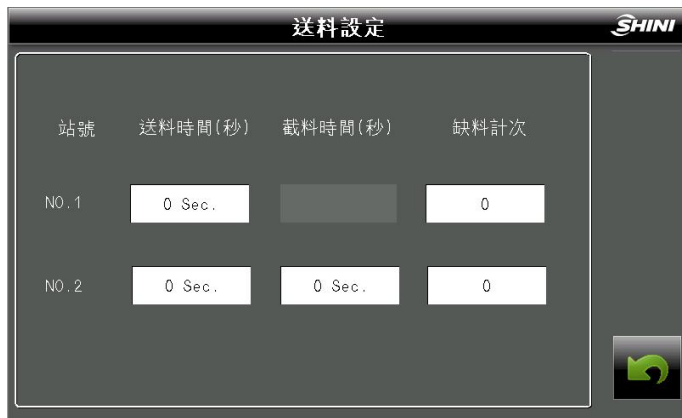 送料設定 SHINI
站號 送料時間(秒) 截料時間(秒) 缺料計次
NO.1 0 Sec. 0
NO.2 0 Sec. 0 Sec. 0